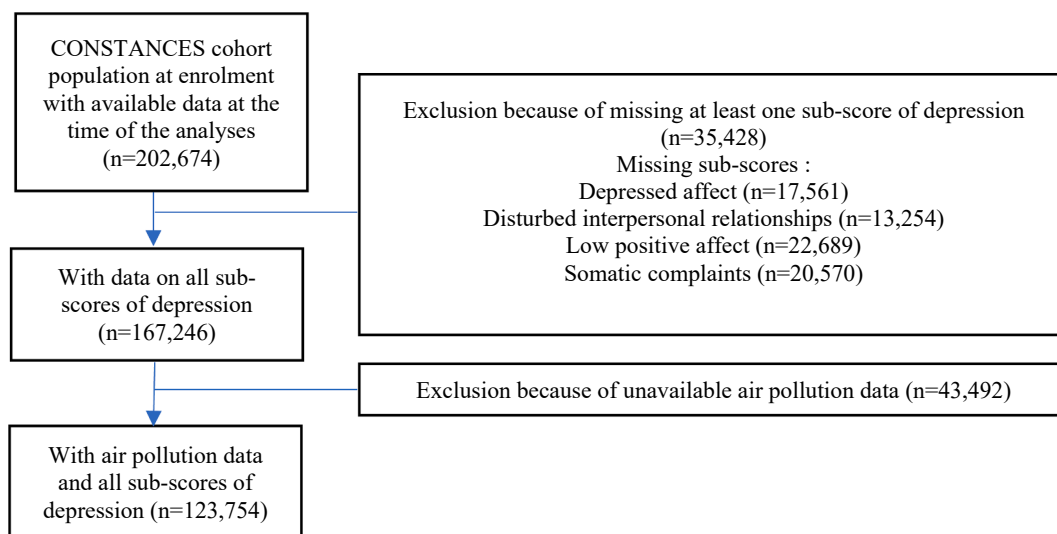 CONSTANCES cohort
population at enrolment
with available data at the
time of the analyses
(n=202,674)
Exclusion because of missing at least one sub-score of depression
(n=35,428)
Missing sub-scores :
Depressed affect (n=17,561)
Disturbed interpersonal relationships (n=13,254)
Low positive affect (n=22,689)
Somatic complaints (n=20,570)
With data on all sub-
scores of depression
(n=167,246)
Exclusion because of unavailable air pollution data (n=43,492)
With air pollution data
and all sub-scores of
depression (n=123,754)